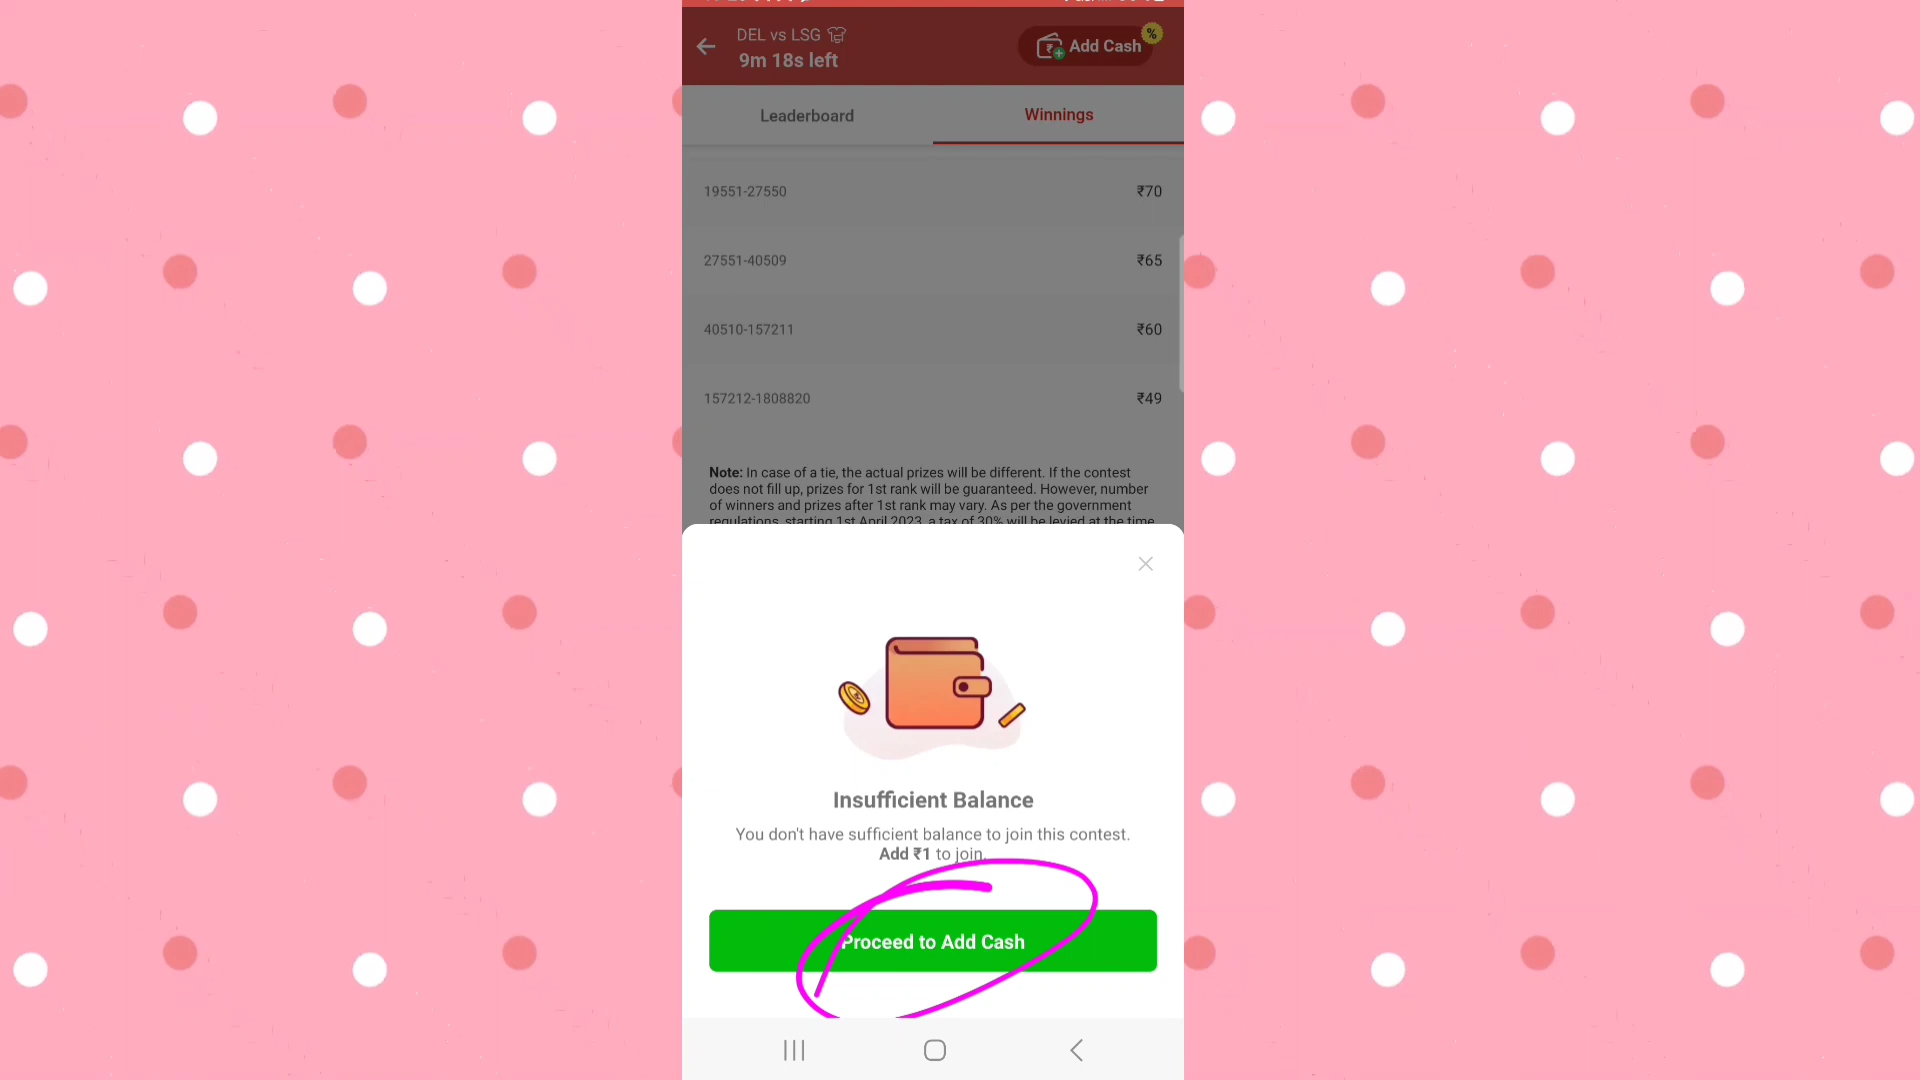 DEL vs LSG
9m 18s left
Add Cash
%
₹
Leaderboard
Winnings
19551-27550 ₹70
27551-40509 ₹65
40510-157211 ₹60
157212-1808820 ₹49
Note: In case of a tie, the actual prizes will be different. If the contest
does not fill up, prizes for 1st rank will be guaranteed. However, number
of winners and prizes after 1st rank may vary. As per the government
regulations, starting 1st April 2023, a tax of 30% will be levied at the time
Insufficient Balance
You don't have sufficient balance to join this contest.
Add ₹1 to join.
Proceed to Add Cash